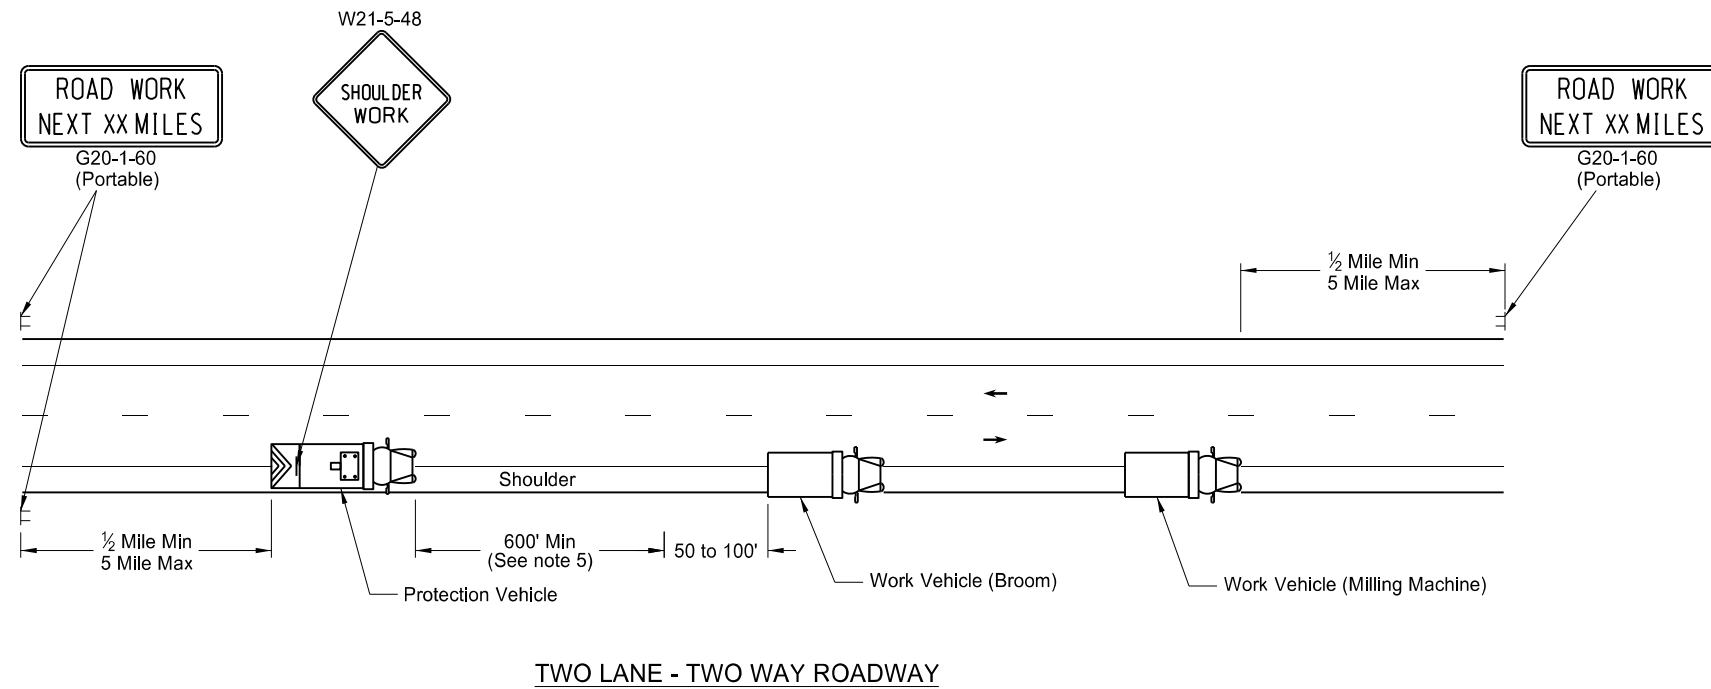 W21-5-48
ROAD WORK
NEXT XX MILES
G20-1-60
(Portable)
SHOULDER
WORK
ROAD WORK
NEXT XX MILES
G20-1-60
(Portable)
½ Mile Min
5 Mile Max
Shoulder
½ Mile Min
5 Mile Max
600' Min
(See note 5)
50 to 100'
Protection Vehicle
Work Vehicle (Broom)
Work Vehicle (Milling Machine)
TWO LANE - TWO WAY ROADWAY